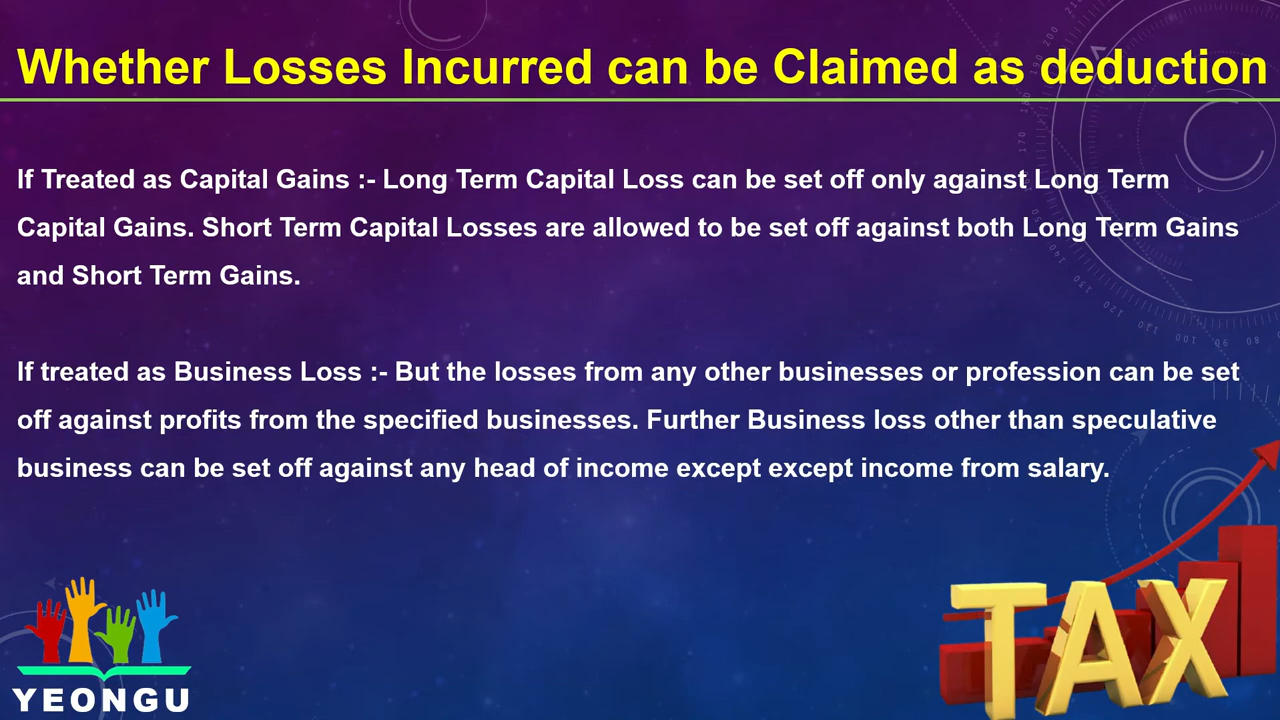 Whether Losses Incurred can be Claimed as deduction
If Treated as Capital Gains :- Long Term Capital Loss can be set off only against Long Term
Capital Gains. Short Term Capital Losses are allowed to be set off against both Long Term Gains
and Short Term Gains.
If treated as Business Loss :- But the losses from any other businesses or profession can be set
off against profits from the specified businesses. Further Business loss other than speculative
business can be set off against any head of income except except income from salary.
YEONGU
TAX